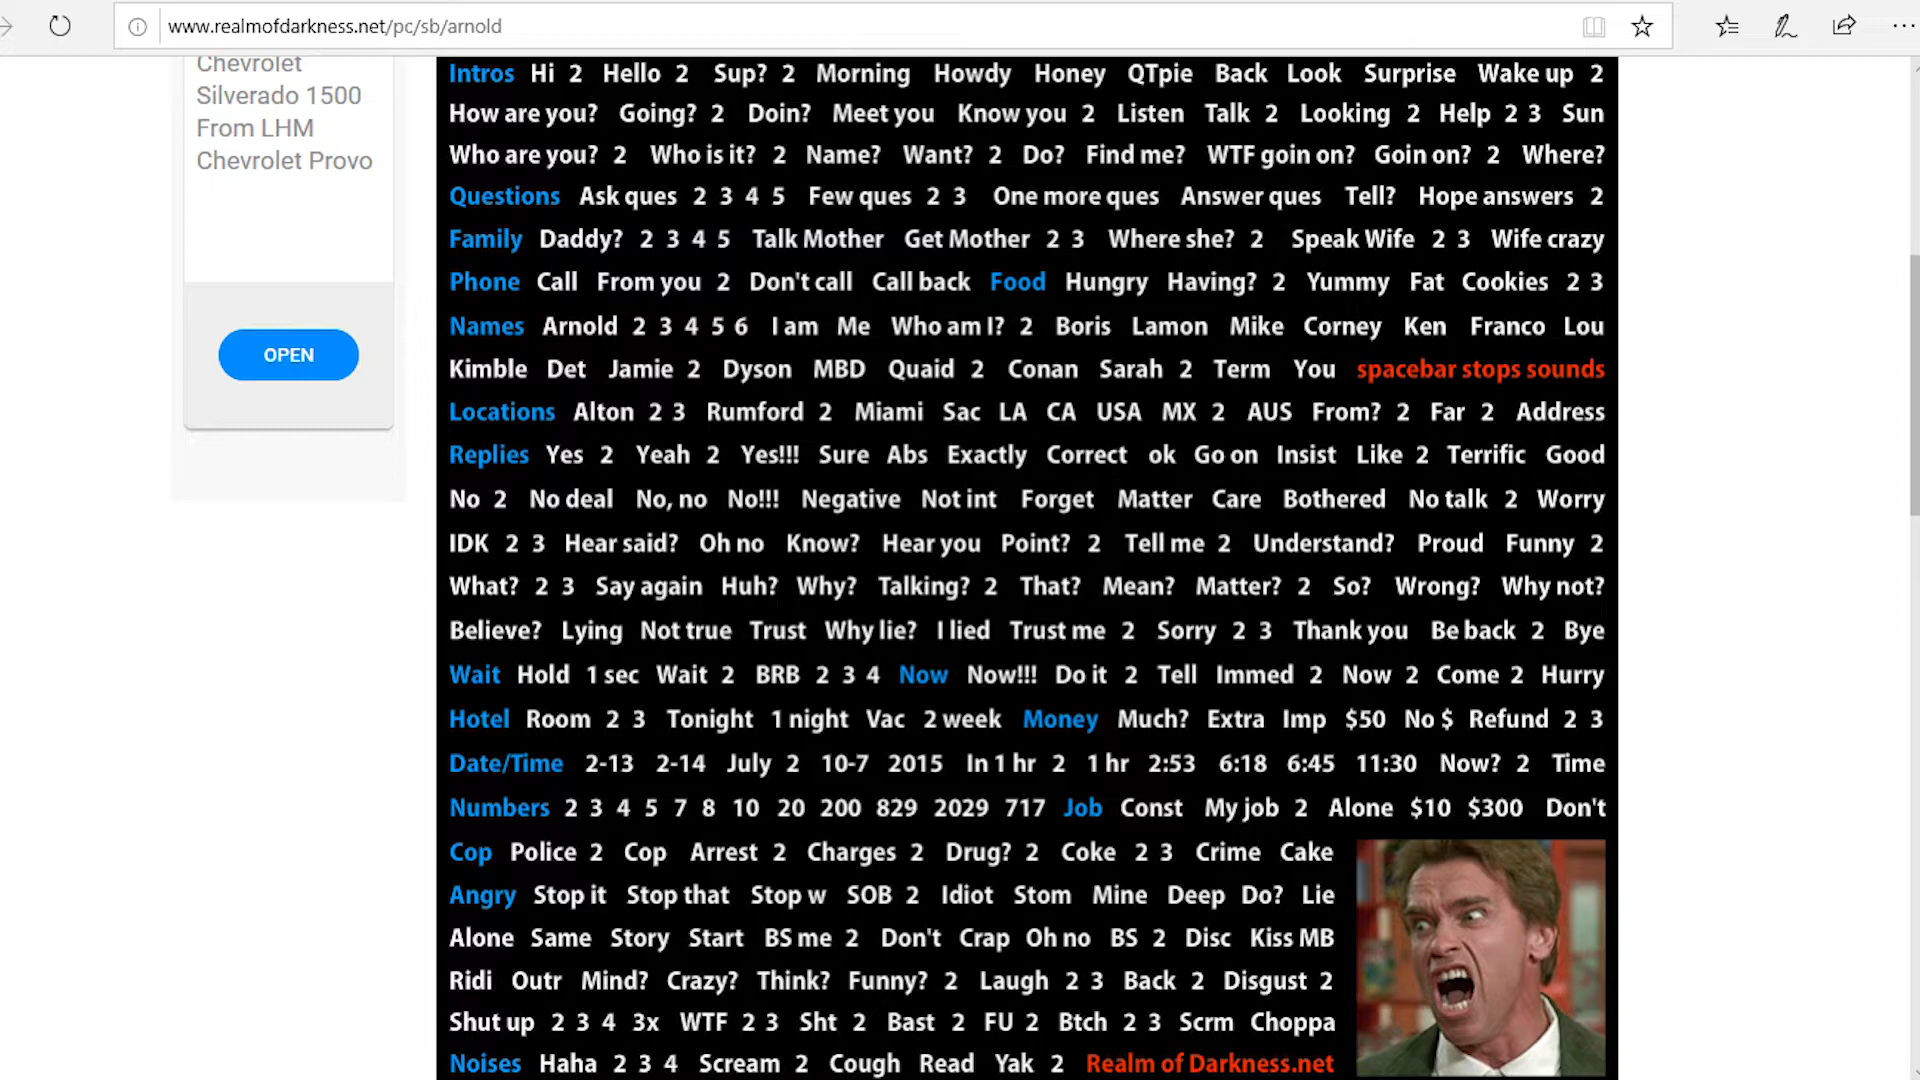 www.realmofdarkness.net/pc/sb/arnold
Chevrolet
Silverado 1500
From LHM
Chevrolet Provo
OPEN
Intros Hi 2 Hello 2 Sup? 2 Morning Howdy Honey QTpie Back Look Surprise Wake up 2
How are you? Going? 2 Doin? Meet you Know you 2 Listen Talk 2 Looking 2 Help 2 3 Sun
Who are you? 2 Who is it? 2 Name? Want? 2 Do? Find me? WTF goin on? Goin on? 2 Where?
Questions Ask ques 2 3 4 5 Few ques 2 3 One more ques Answer ques Tell? Hope answers 2
Family Daddy? 2 3 4 5 Talk Mother Get Mother 2 3 Where she? 2 Speak Wife 2 3 Wife crazy
Phone Call From you 2 Don't call Call back Food Hungry Having? 2 Yummy Fat Cookies 2 3
Names Arnold 2 3 4 5 6 I am Me Who am I? 2 Boris Lamon Mike Corney Ken Franco Lou
Kimble Det Jamie 2 Dyson MBD Quaid 2 Conan Sarah 2 Term You spacebar stops sounds
Locations Alton 2 3 Rumford 2 Miami Sac LA CA USA MX 2 AUS From? 2 Far 2 Address
Replies Yes 2 Yeah 2 Yes!!! Sure Abs Exactly Correct ok Go on Insist Like 2 Terrific Good
No 2 No deal No, no No!!! Negative Not int Forget Matter Care Bothered No talk 2 Worry
IDK 2 3 Hear said? Oh no Know? Hear you Point? 2 Tell me 2 Understand? Proud Funny 2
What? 2 3 Say again Huh? Why? Talking? 2 That? Mean? Matter? 2 So? Wrong? Why not?
Believe? Lying Not true Trust Why lie? I lied Trust me 2 Sorry 2 3 Thank you Be back 2 Bye
Wait Hold 1 sec Wait 2 BRB 2 3 4 Now Now!!! Do it 2 Tell Immed 2 Now 2 Come 2 Hurry
Hotel Room 2 3 Tonight 1 night Vac 2 week Money Much? Extra Imp $50 No $ Refund 2 3
Date/Time 2-13 2-14 July 2 10-7 2015 In 1 hr 2 1 hr 2:53 6:18 6:45 11:30 Now? 2 Time
Numbers 2 3 4 5 7 8 10 20 200 829 2029 717 Job Const My job 2 Alone $10 $300 Don't
Cop Police 2 Cop Arrest 2 Charges 2 Drug? 2 Coke 2 3 Crime Cake
Angry Stop it Stop that Stop w SOB 2 Idiot Stom Mine Deep Do? Lie
Alone Same Story Start BS me 2 Don't Crap Oh no BS 2 Disc Kiss MB
Ridi Outr Mind? Crazy? Think? Funny? 2 Laugh 2 3 Back 2 Disgust 2
Shut up 2 3 4 3x WTF 2 3 Sht 2 Bast 2 FU 2 Btch 2 3 Scrm Choppa
Noises Haha 2 3 4 Scream 2 Cough Read Yak 2 Realm of Darkness.net